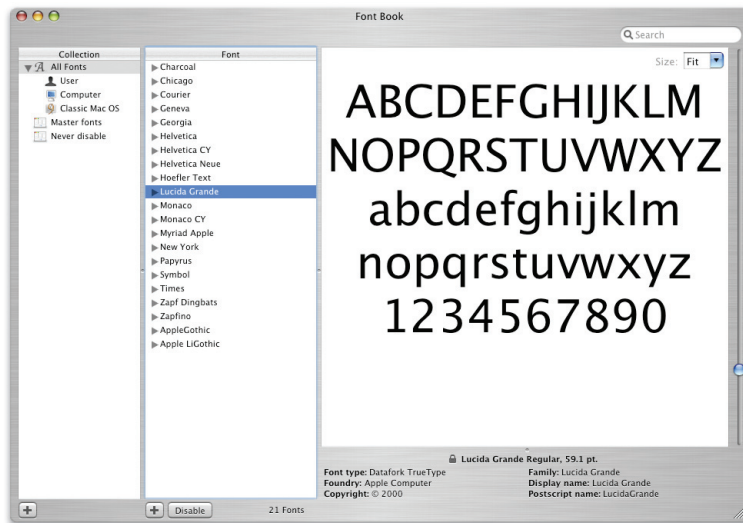 Font Book
Search
Collection
All Fonts
User
Computer
Classic Mac OS
Master fonts
Never disable
Font
Charcoal
Chicago
Courier
Geneva
Georgia
Helvetica
Helvetica CY
Helvetica Neue
Hoefler Text
Lucida Grande
Monaco
Monaco CY
Myriad Apple
New York
Papyrus
Symbol
Times
Zapf Dingbats
Zapfino
AppleGothic
Apple LiGothic
Disable
21 Fonts
Size: Fit
ABCDEFGHIJKLM
NOPQRSTUVWXYZ
abcdefghijklm
nopqrstuvwxyz
1234567890
Lucida Grande Regular, 59.1 pt.
Font type: Datafork TrueType
Foundry: Apple Computer
Copyright: © 2000
Family: Lucida Grande
Display name: Lucida Grande
Postscript name: LucidaGrande